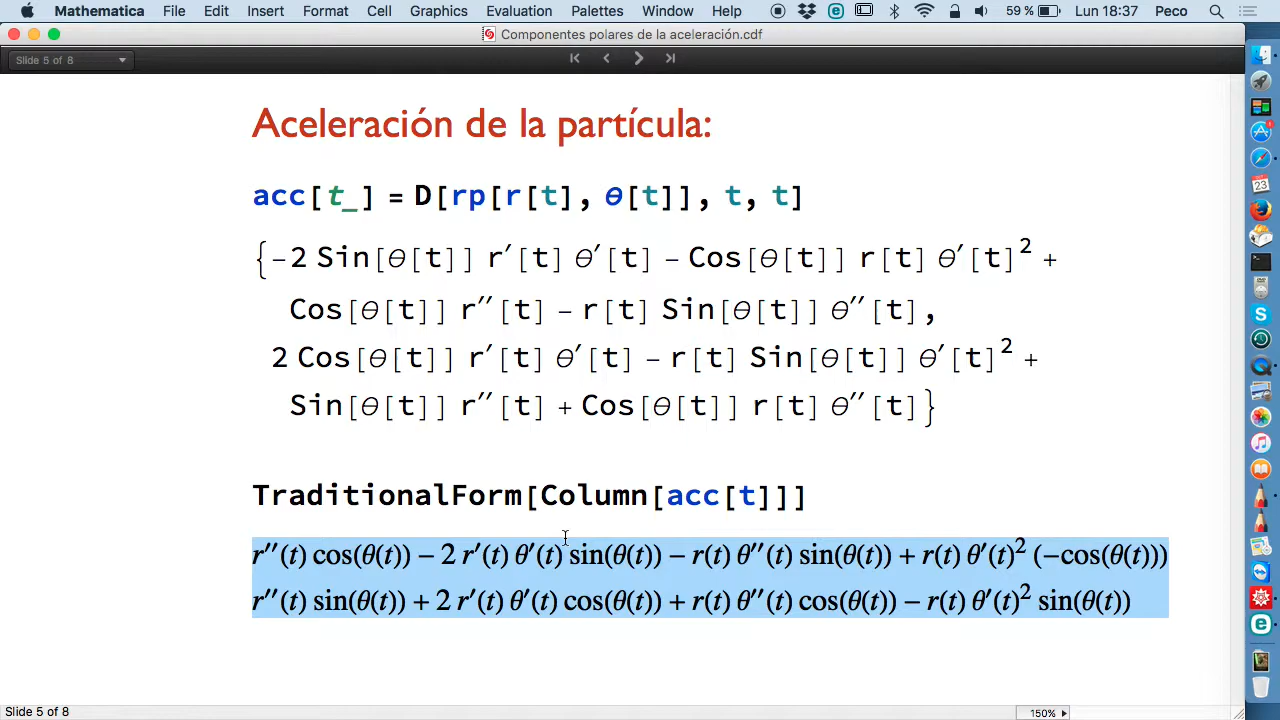 Mathematica File Edit Insert Format Cell Graphics Evaluation Palettes Window Help 59 % Lun 18:37 Peco
Componentes polares de la aceleración.cdf
Slide 5 of 8
Aceleración de la partícula:
acc[t_] = D[rp[r[t], θ[t]], t, t]
{-2 Sin[θ[t]] r′[t] θ′[t] - Cos[θ[t]] r[t] θ′[t]² +
Cos[θ[t]] r″[t] - r[t] Sin[θ[t]] θ″[t],
2 Cos[θ[t]] r′[t] θ′[t] - r[t] Sin[θ[t]] θ′[t]² +
Sin[θ[t]] r″[t] + Cos[θ[t]] r[t] θ″[t]}
TraditionalForm[Column[acc[t]]]
r″(t) cos(θ(t)) − 2 r′(t) θ′(t) sin(θ(t)) − r(t) θ″(t) sin(θ(t)) + r(t) θ′(t)² (−cos(θ(t)))
r″(t) sin(θ(t)) + 2 r′(t) θ′(t) cos(θ(t)) + r(t) θ″(t) cos(θ(t)) − r(t) θ′(t)² sin(θ(t))
23
Slide 5 of 8
150%